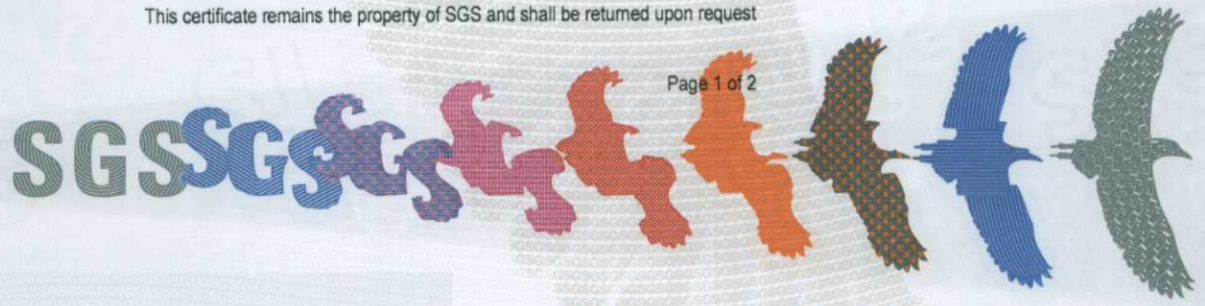 This certificate remains the property of SGS and shall be returned upon request
Page 1 of 2
SGS SGS SGS